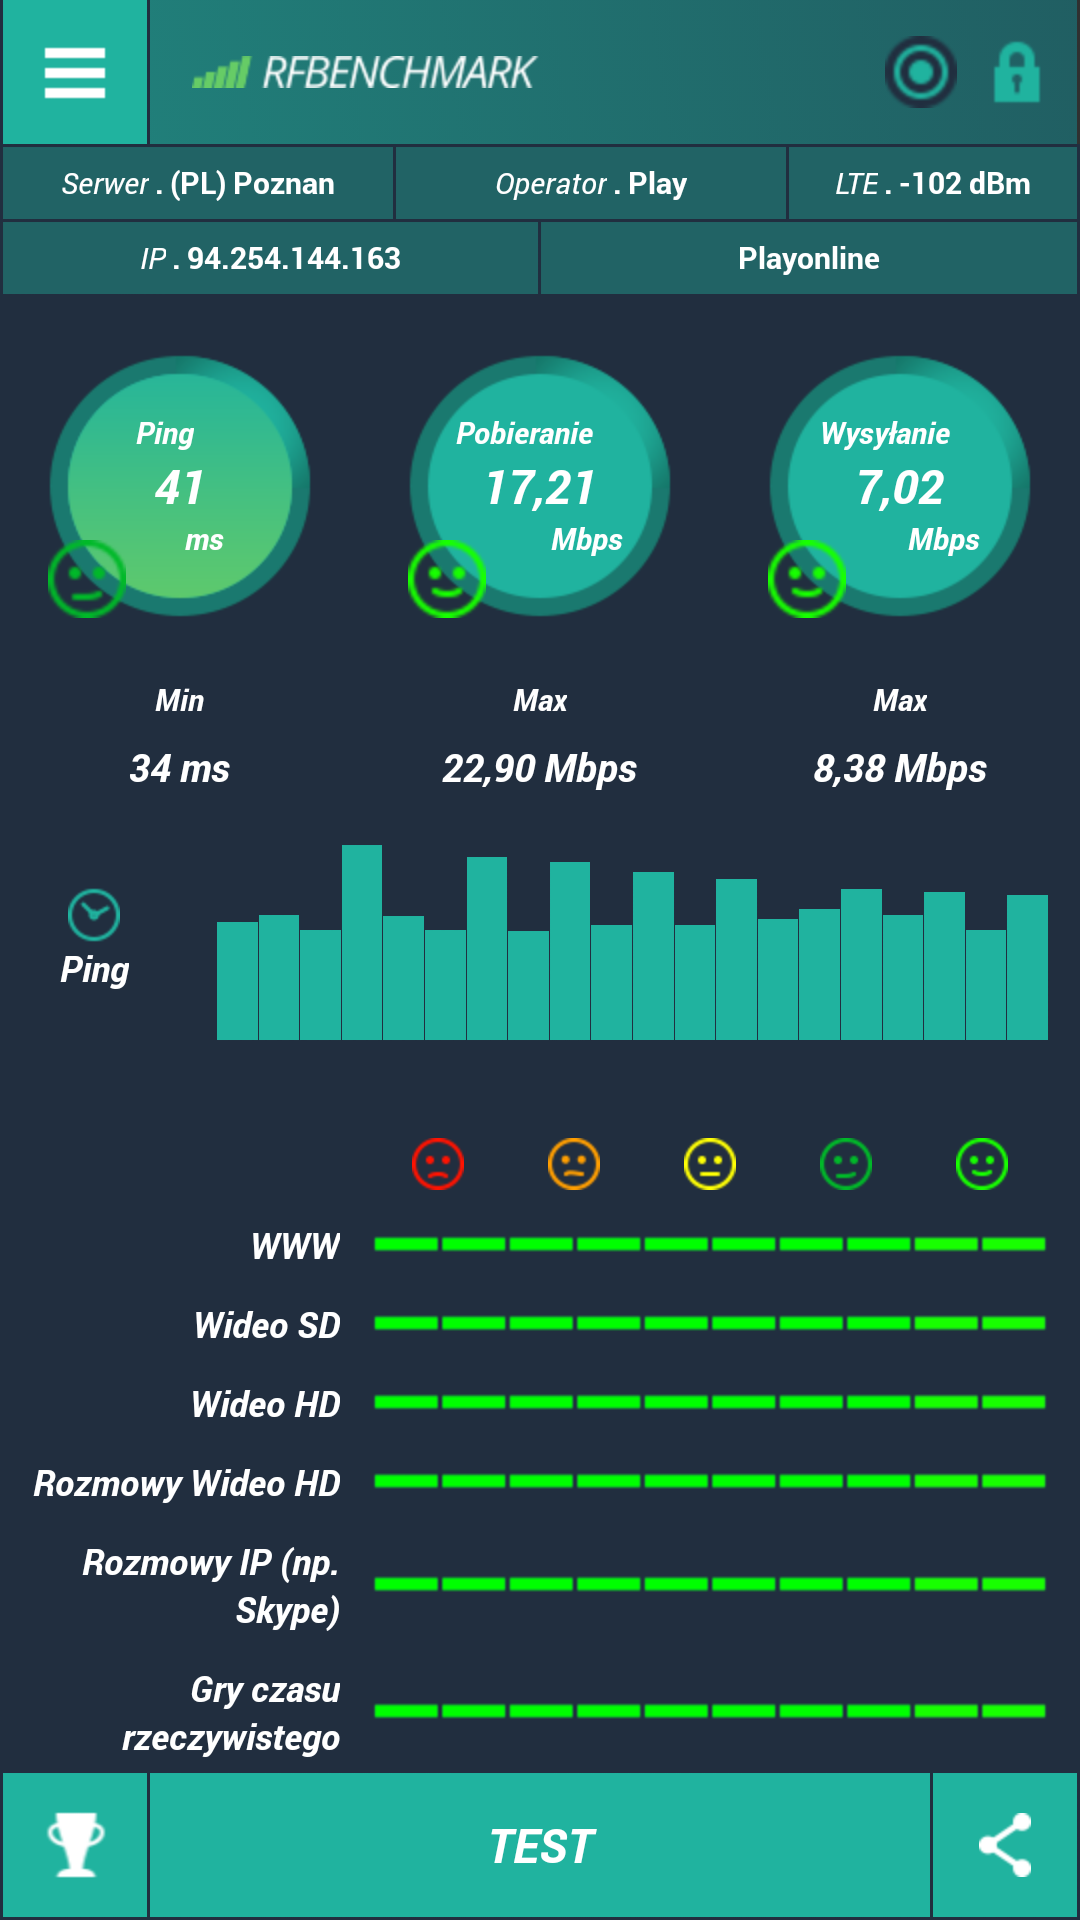 RFBENCHMARK
Serwer . (PL) Poznan
Operator . Play
LTE . -102 dBm
IP . 94.254.144.163
Playonline
Ping
41
ms
Pobieranie
17,21
Mbps
Wysyłanie
7,02
Mbps
Min
34 ms
Max
22,90 Mbps
Max
8,38 Mbps
Ping
WWW
Wideo SD
Wideo HD
Rozmowy Wideo HD
Rozmowy IP (np.
Skype)
Gry czasu
rzeczywistego
TEST